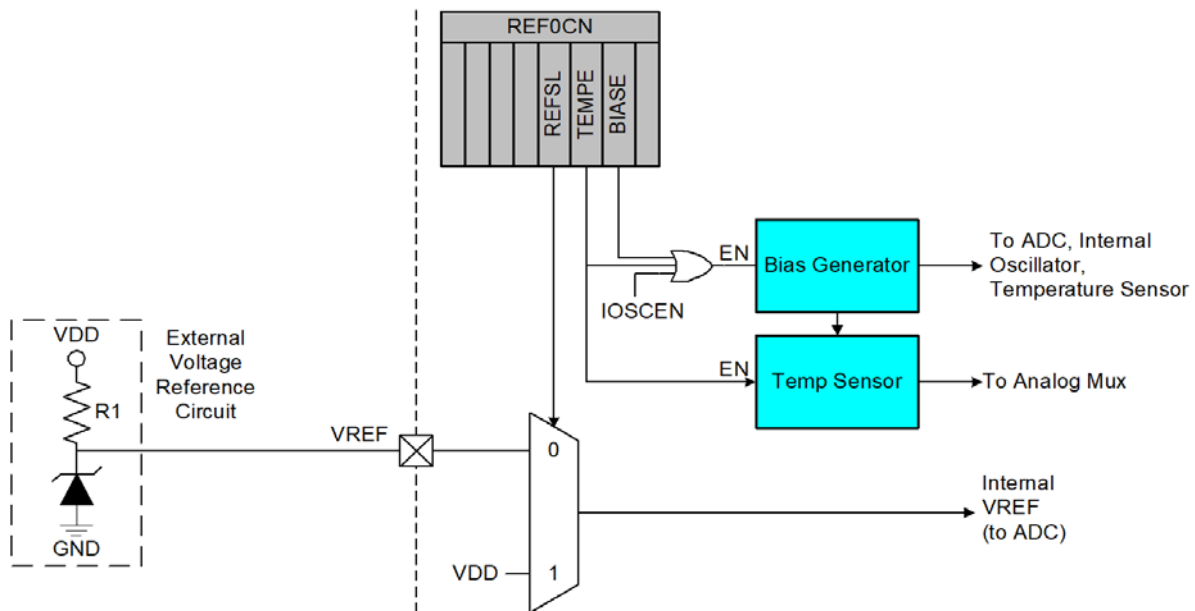 REF0CN
REFSL
TEMPE
BIASE
EN
Bias Generator
To ADC, Internal
Oscillator,
Temperature Sensor
IOSCEN
VDD
R1
GND
External
Voltage
Reference
Circuit
EN
Temp Sensor
To Analog Mux
VREF
0
Internal
VREF
(to ADC)
VDD
1